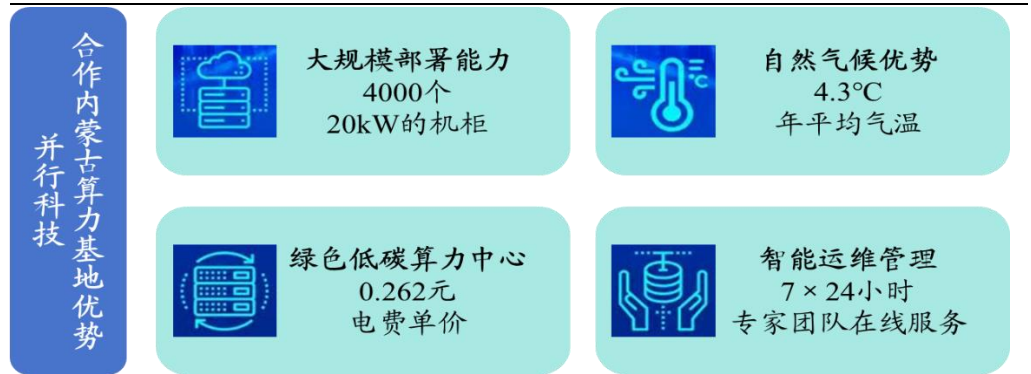 并行科技
合作内蒙古算力基地优势
大规模部署能力
4000个
20kW的机柜
自然气候优势
4.3℃
年平均气温
绿色低碳算力中心
0.262元
电费单价
智能运维管理
7×24小时
专家团队在线服务